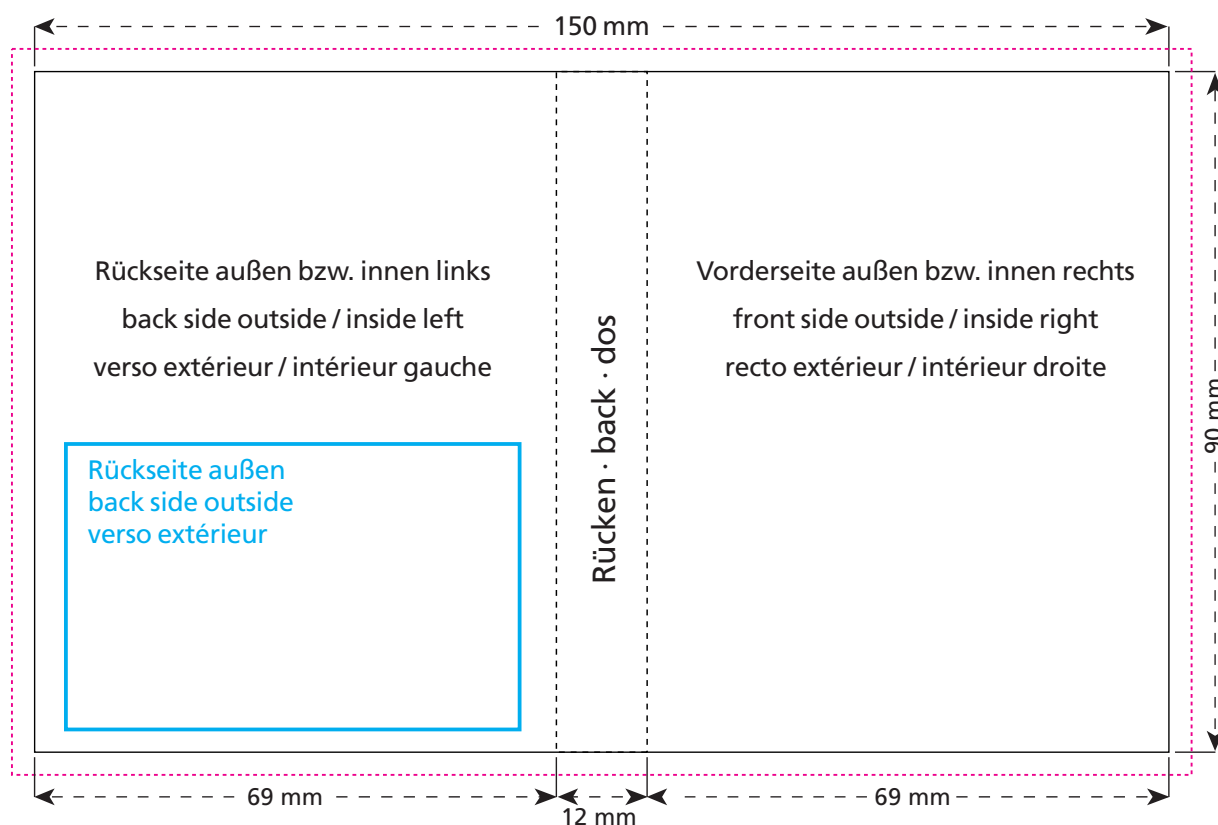 150 mm
Rückseite außen bzw. innen links
back side outside / inside left
verso extérieur / intérieur gauche
Rücken · back · dos
Vorderseite außen bzw. innen rechts
front side outside / inside right
recto extérieur / intérieur droite
90 mm
Rückseite außen
back side outside
verso extérieur
69 mm
12 mm
69 mm